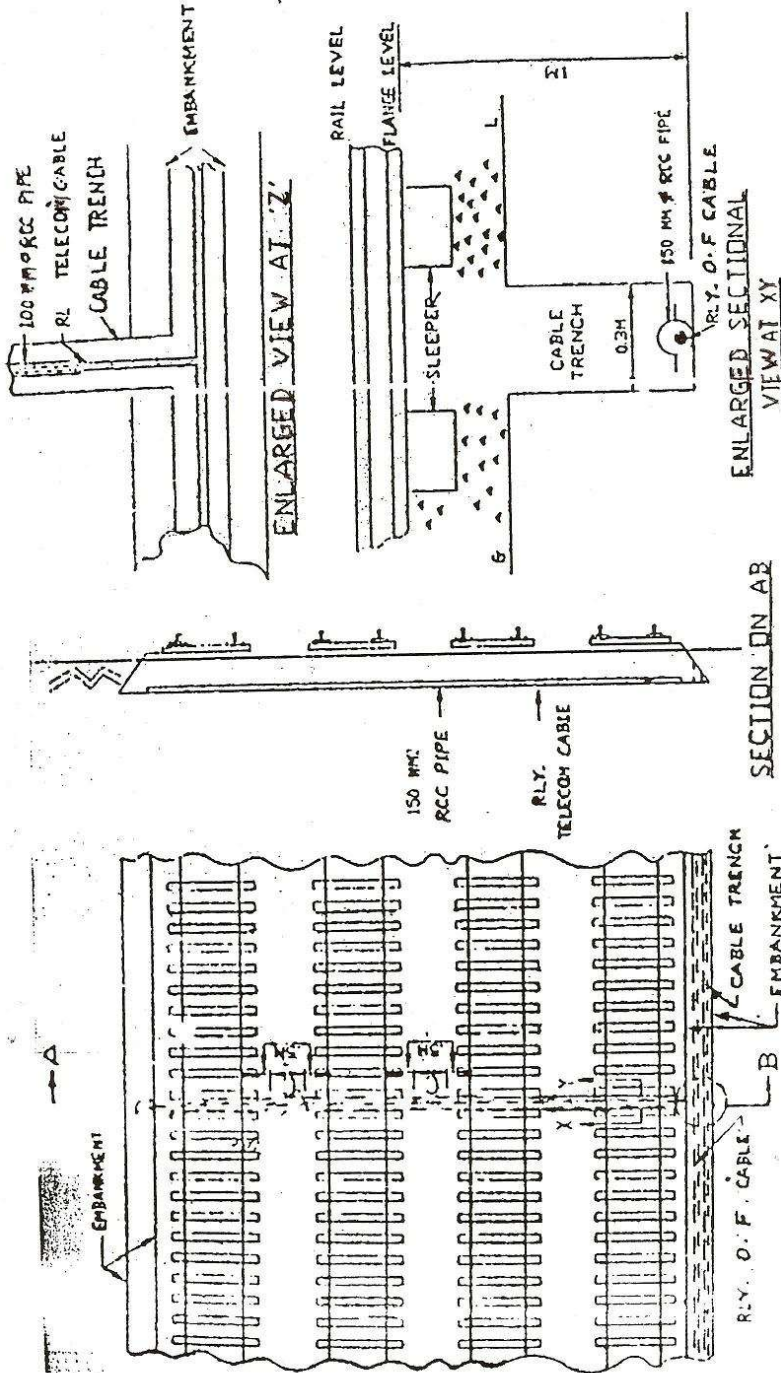 EMBANKMENT
A
RLY. O.F. CABLE
B
CABLE TRENCH
EMBANKMENT
X
Y
150 MM.
RCC PIPE
RLY.
TELECOM CABLE
SECTION ON AB
100 MM Φ RCC PIPE
RL TELECOM CABLE
CABLE TRENCH
EMBANKMENT
ENLARGED VIEW AT 'Z'
RAIL LEVEL
FLANGE LEVEL
SLEEPER
G
L
CABLE
TRENCH
0.3M
150 MM Φ RCC PIPE
RLY. O.F CABLE
ENLARGED SECTIONAL
VIEW AT XY